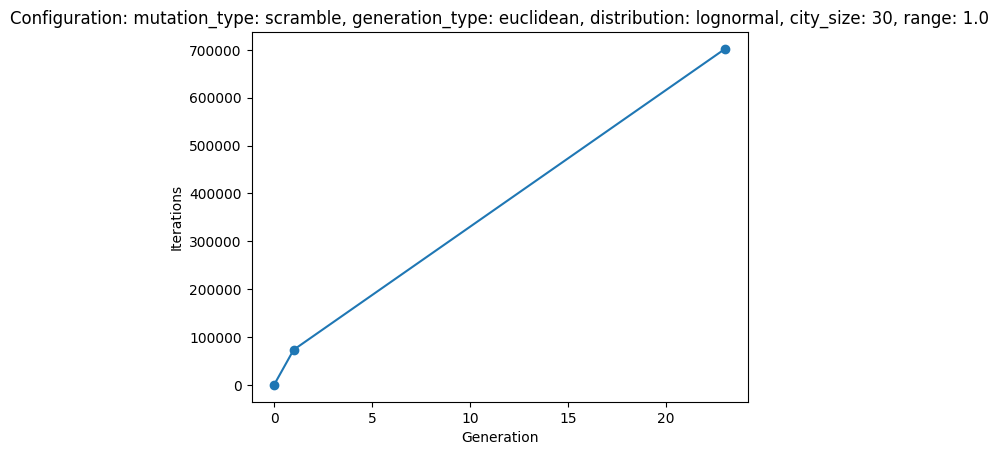 Configuration: mutation_type: scramble, generation_type: euclidean, distribution: lognormal, city_size: 30, range: 1.0
700000
600000
500000
400000
300000
200000
100000
0
Iterations
0 5 10 15 20
Generation